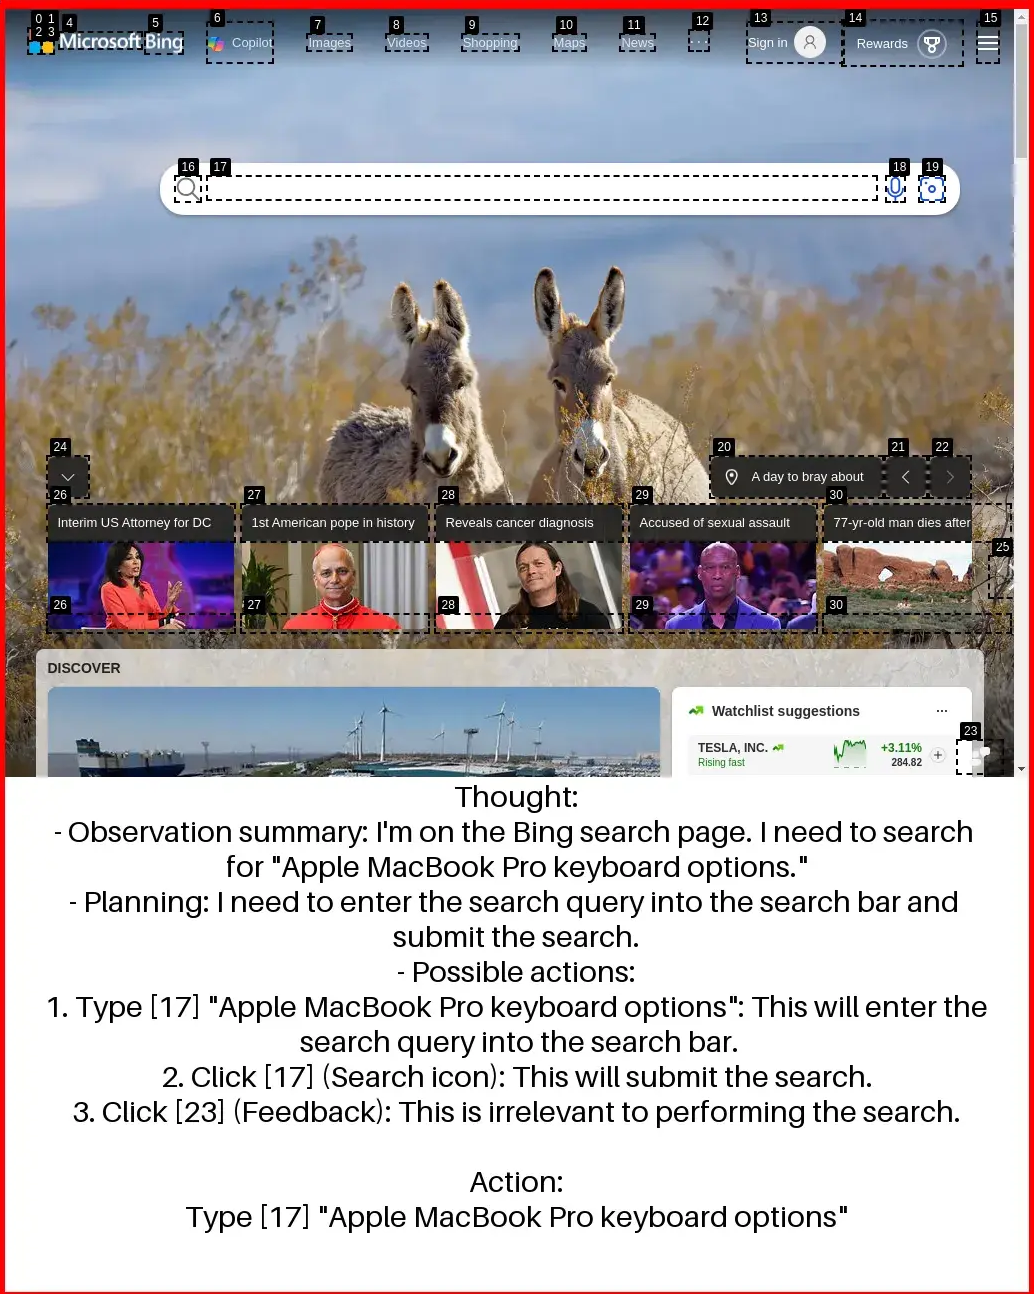 0 1 4 5 6 7 8 9 10 11 12 13 14 15
2 3
Microsoft Bing
Copilot
Images
Videos
Shopping
Maps
News
Sign in
Rewards
16 17 18 19
24 20 21 22
A day to bray about
26 27 28 29 30
Interim US Attorney for DC
1st American pope in history
Reveals cancer diagnosis
Accused of sexual assault
77-yr-old man dies after
25
26 27 28 29 30
DISCOVER
Watchlist suggestions
23
TESLA, INC.
+3.11%
Rising fast
284.82
Thought:
- Observation summary: I'm on the Bing search page. I need to search
for "Apple MacBook Pro keyboard options."
- Planning: I need to enter the search query into the search bar and
submit the search.
- Possible actions:
1. Type [17] "Apple MacBook Pro keyboard options": This will enter the
search query into the search bar.
2. Click [17] (Search icon): This will submit the search.
3. Click [23] (Feedback): This is irrelevant to performing the search.
Action:
Type [17] "Apple MacBook Pro keyboard options"